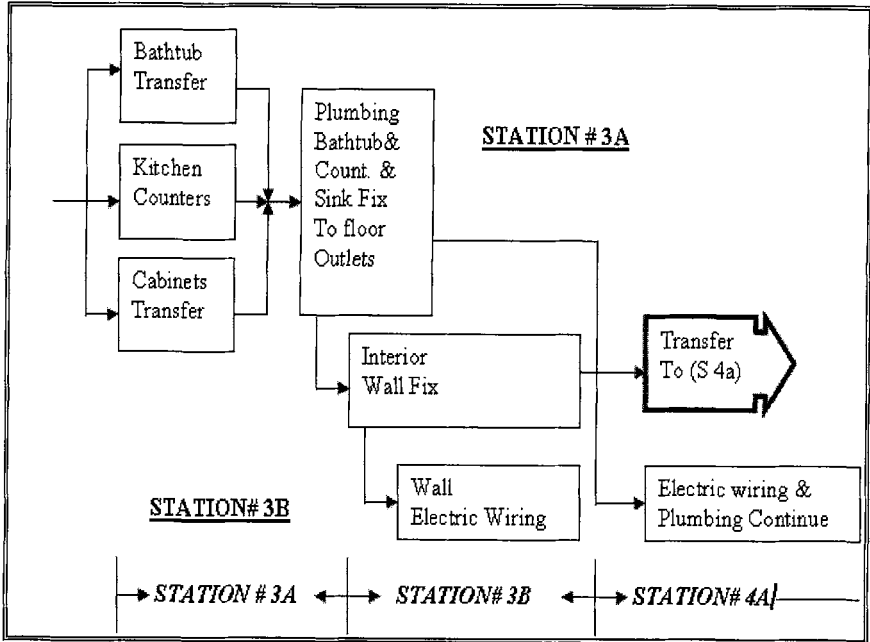 Bathtub
Transfer
Kitchen
Counters
Cabinets
Transfer
Plumbing
Bathtub&
Count. &
Sink Fix
To floor
Outlets
STATION # 3A
Interior
Wall Fix
Transfer
To (S 4a)
Wall
Electric Wiring
Electric wiring &
Plumbing Continue
STATION# 3B
STATION # 3A
STATION# 3B
STATION# 4A/